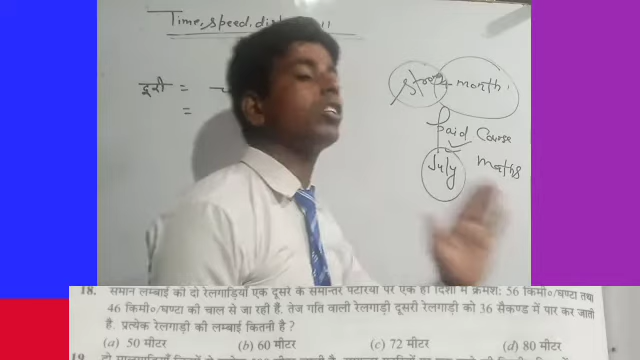 Time, speed, dis
दूरी =
=
month
Paid Course
July maths
18. समान लम्बाई की दो रेलगाड़ियाँ एक दूसरे के समान्तर पटरियों पर एक ही दिशा में क्रमशः 56 किमी०/घण्टा तथा
46 किमी०/घण्टा की चाल से जा रही हैं. तेज गति वाली रेलगाड़ी दूसरी रेलगाड़ी को 36 सैकण्ड में पार कर जाती
है. प्रत्येक रेलगाड़ी की लम्बाई कितनी है ?
(a) 50 मीटर (b) 60 मीटर (c) 72 मीटर (d) 80 मीटर
19.